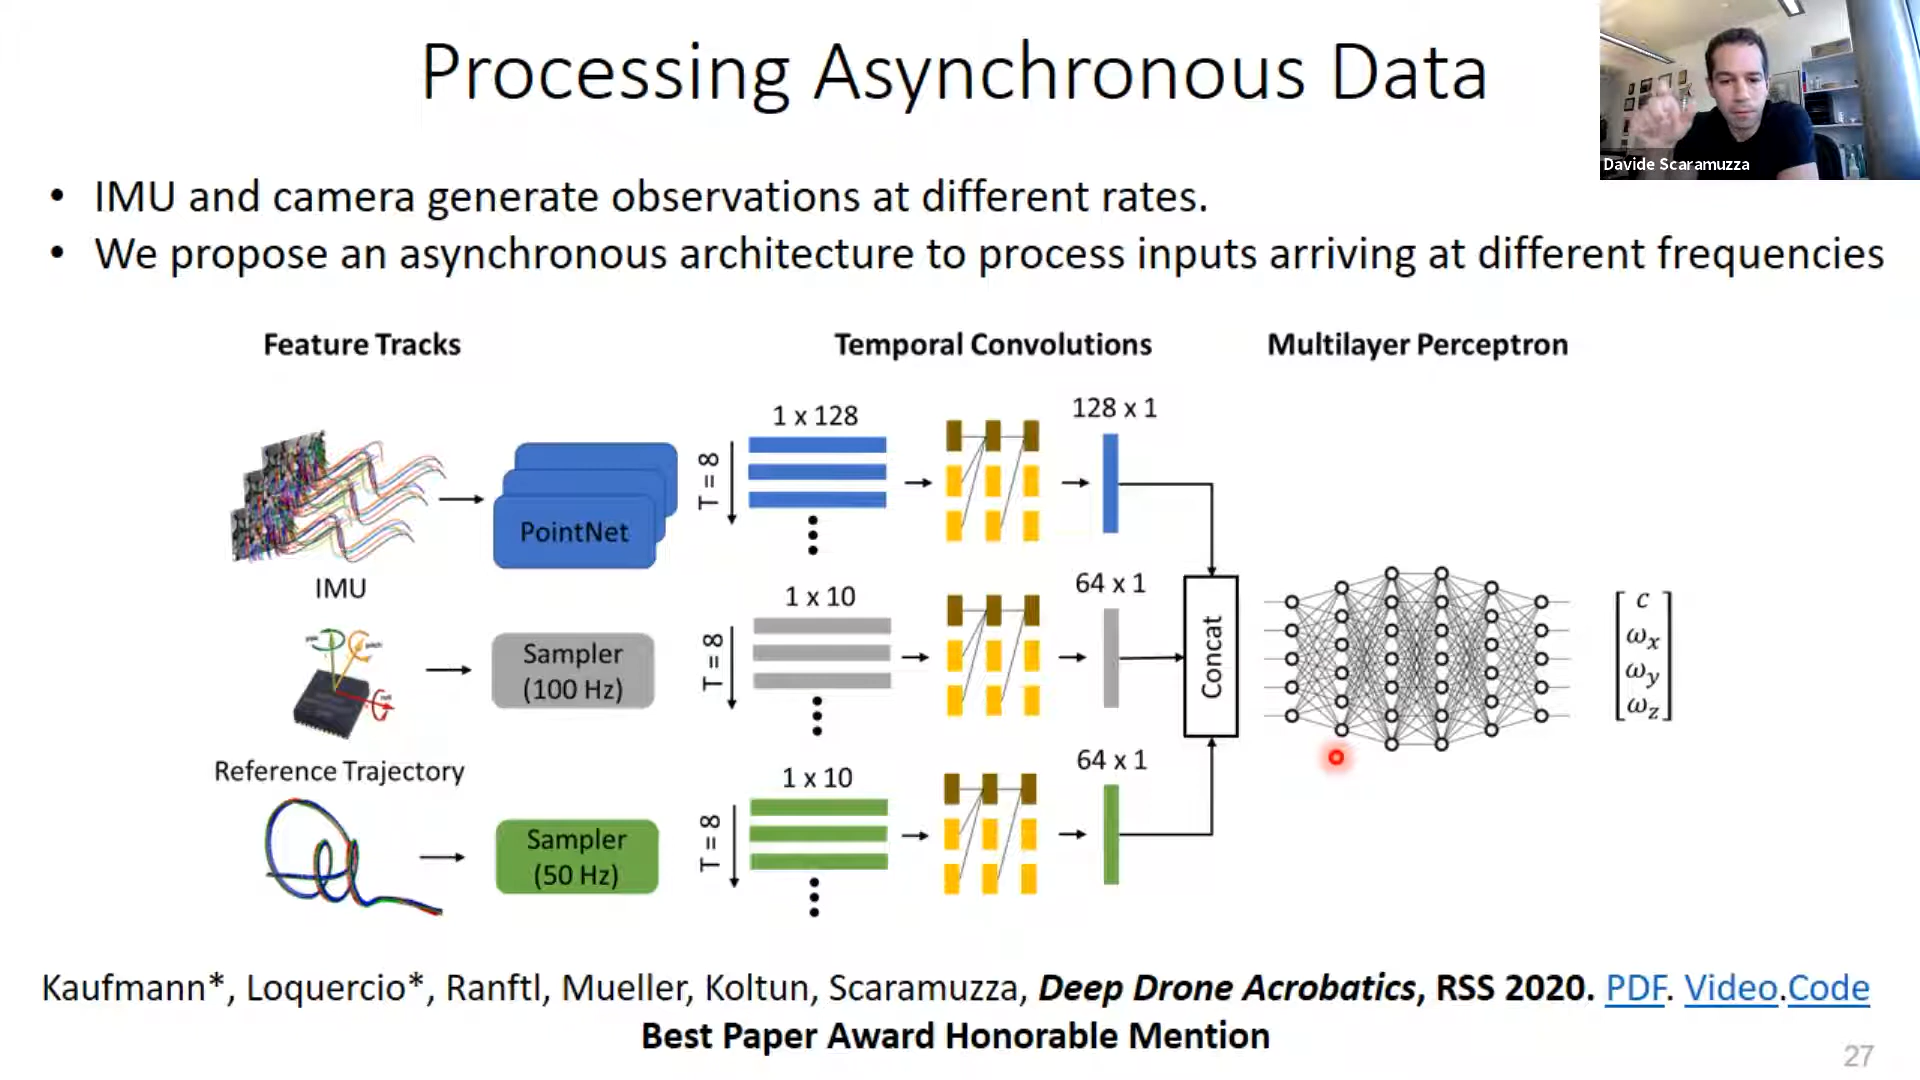 Processing Asynchronous Data
Davide Scaramuzza
• IMU and camera generate observations at different rates.
• We propose an asynchronous architecture to process inputs arriving at different frequencies
Feature Tracks
Temporal Convolutions
Multilayer Perceptron
PointNet
T = 8
1 x 128
128 x 1
IMU
yaw
pitch
roll
Sampler
(100 Hz)
T = 8
1 x 10
64 x 1
Concat
c
ωx
ωy
ωz
Reference Trajectory
Sampler
(50 Hz)
T = 8
1 x 10
64 x 1
Kaufmann*, Loquercio*, Ranftl, Mueller, Koltun, Scaramuzza, Deep Drone Acrobatics, RSS 2020. PDF. Video.Code
Best Paper Award Honorable Mention
27